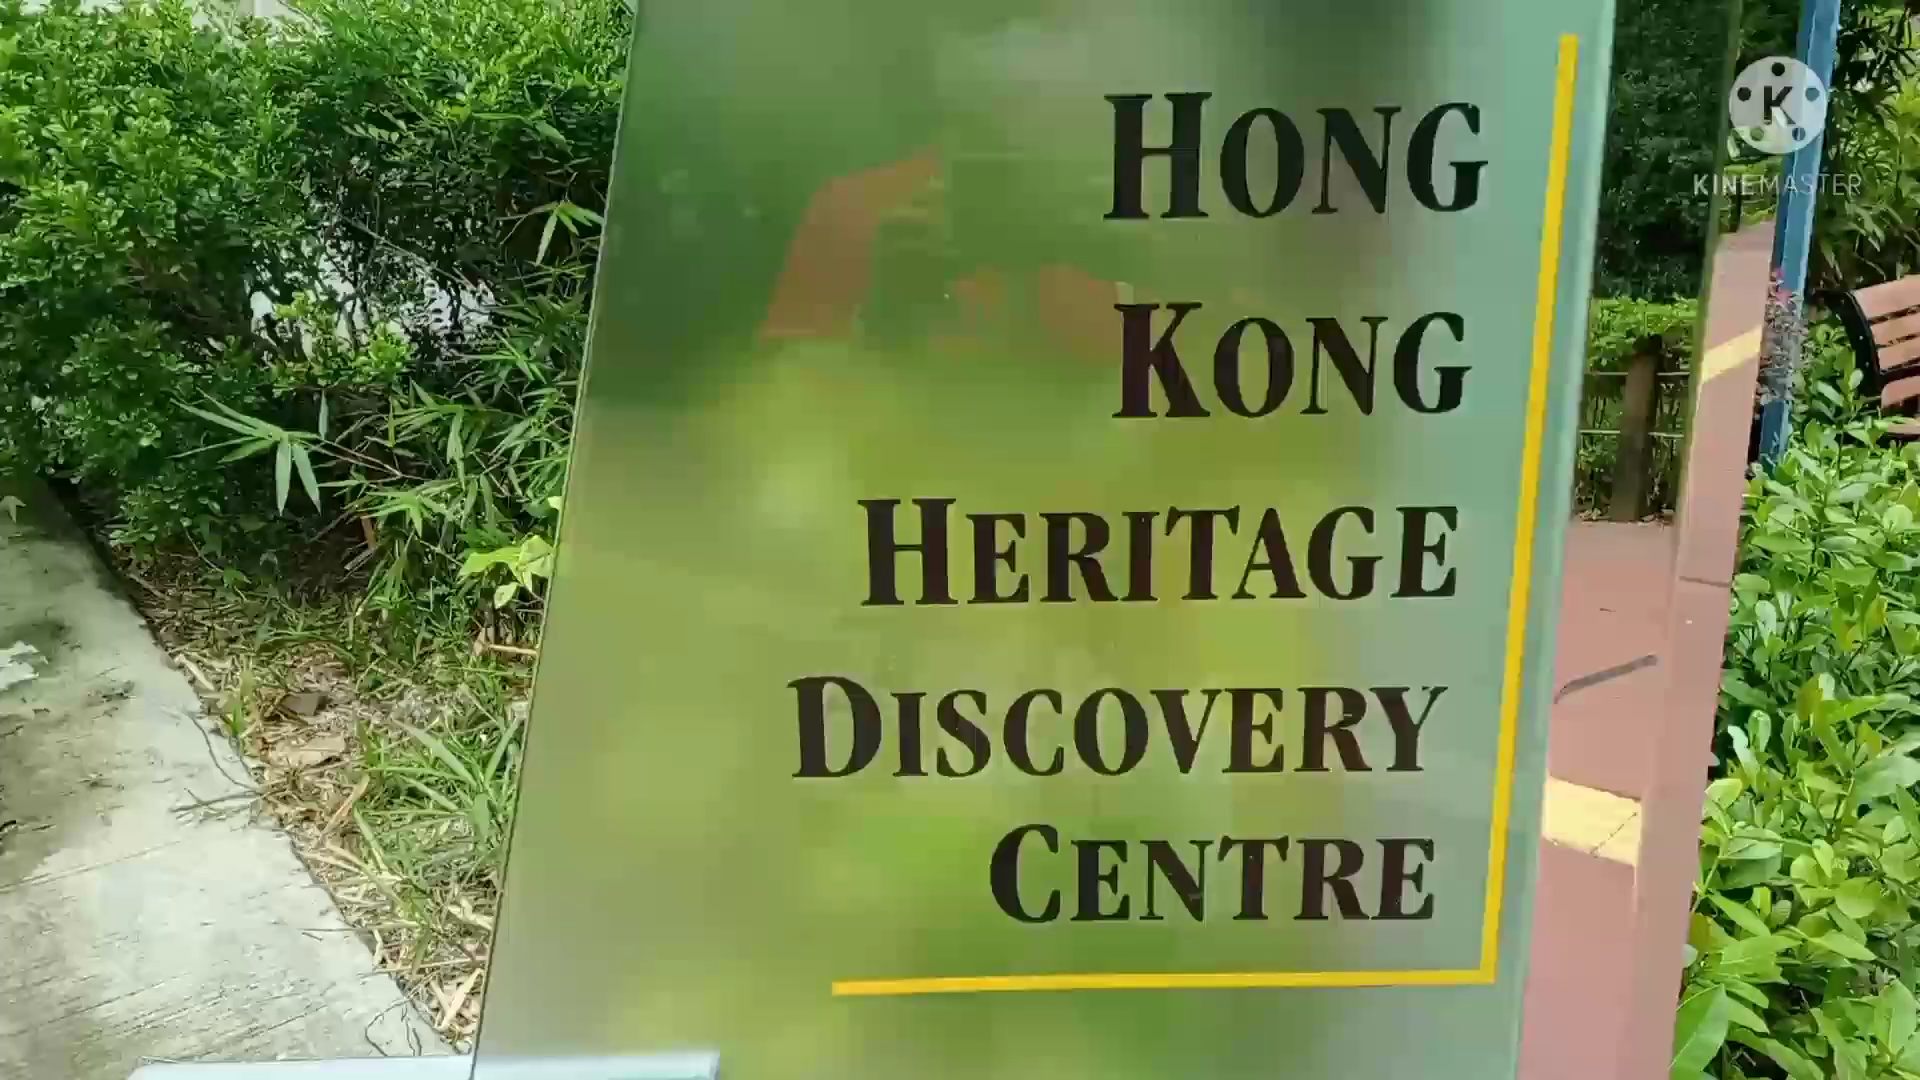 HONG
KONG
HERITAGE
DISCOVERY
CENTRE
K
KINEMASTER